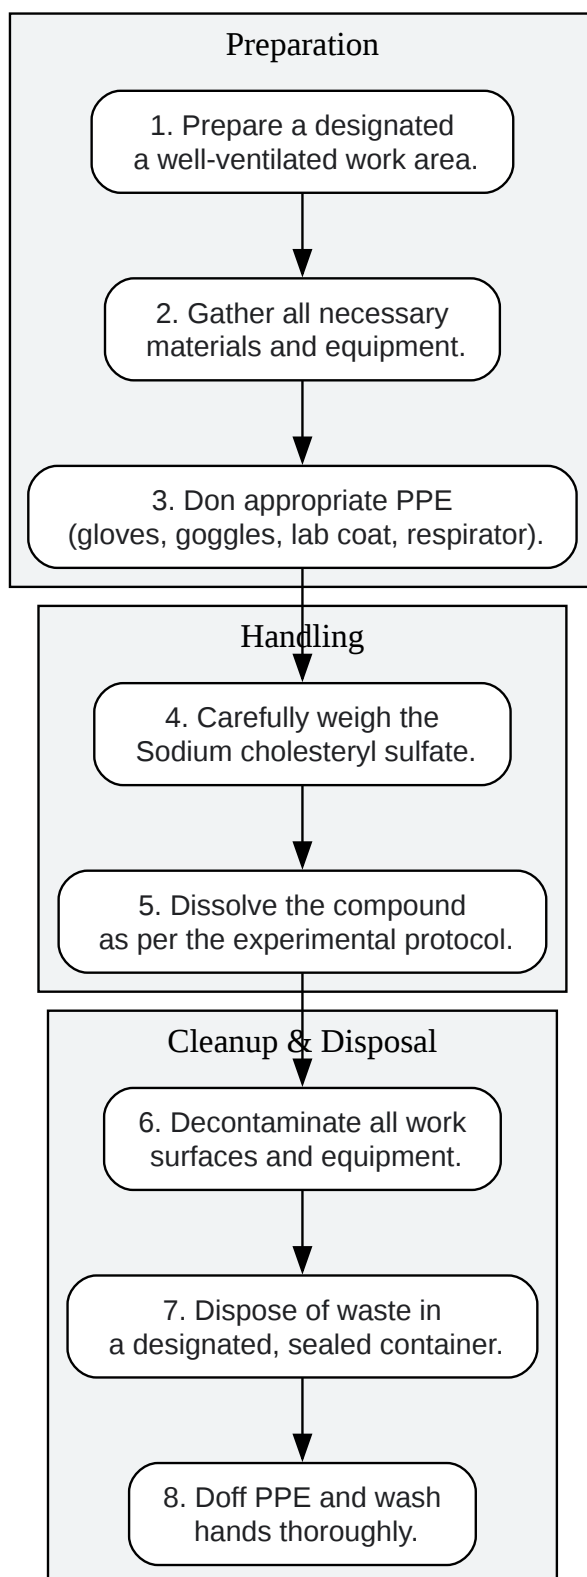 Preparation
1. Prepare a designated
a well-ventilated work area.
2. Gather all necessary
materials and equipment.
3. Don appropriate PPE
(gloves, goggles, lab coat, respirator).
Handling
4. Carefully weigh the
Sodium cholesteryl sulfate.
5. Dissolve the compound
as per the experimental protocol.
Cleanup & Disposal
6. Decontaminate all work
surfaces and equipment.
7. Dispose of waste in
a designated, sealed container.
8. Doff PPE and wash
hands thoroughly.